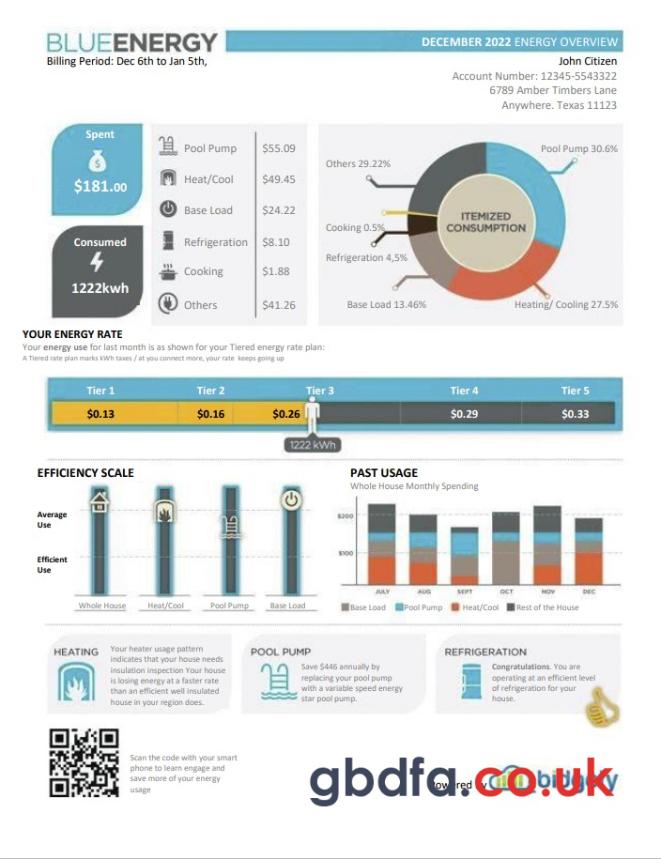 BLUEENERGY
DECEMBER 2022 ENERGY OVERVIEW
Billing Period: Dec 6th to Jan 5th,
John Citizen
Account Number: 12345-5543322
6789 Amber Timbers Lane
Anywhere. Texas 11123
Spent
$181.00
Consumed
1222kwh
Pool Pump $55.09
Heat/Cool $49.45
Base Load $24.22
Refrigeration $8.10
Cooking $1.88
Others $41.26
Pool Pump 30.6%
Others 29.22%
ITEMIZED
CONSUMPTION
Cooking 0.5%
Refrigeration 4,5%
Base Load 13.46%
Heating/ Cooling 27.5%
YOUR ENERGY RATE
Your energy use for last month is as shown for your Tiered energy rate plan:
A Tiered rate plan marks kWh taxes / at you connect more, your rate keeps going up
Tier 1 Tier 2 Tier 3 Tier 4 Tier 5
$0.13 $0.16 $0.26 $0.29 $0.33
1222 kWh
EFFICIENCY SCALE
Average
Use
Efficient
Use
Whole House Heat/Cool Pool Pump Base Load
PAST USAGE
Whole House Monthly Spending
$200
$100
JULY AUG SEPT OCT NOV DEC
Base Load Pool Pump Heat/Cool Rest of the House
HEATING
Your heater usage pattern
indicates that your house needs
insulation inspection Your house
is losing energy at a faster rate
than an efficient well insulated
house in your region does.
POOL PUMP
Save $446 annually by
replacing your pool pump
with a variable speed energy
star pool pump.
REFRIGERATION
Congratulations. You are
operating at an efficient level
of refrigeration for your
house.
Scan the code with your smart
phone to learn engage and
save more of your energy
usage
Powered by bidgely
gbdfa.co.uk